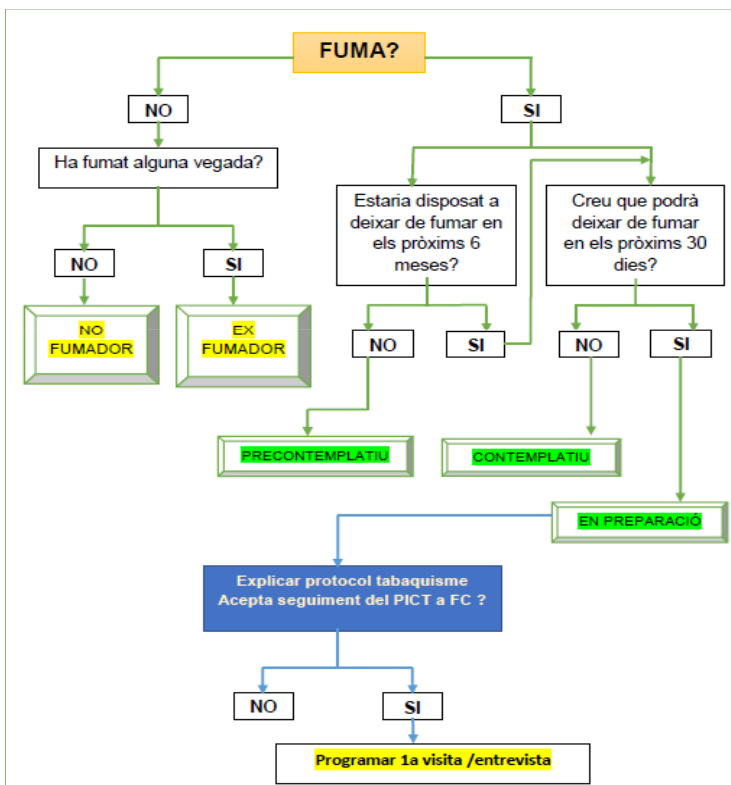 FUMA?
NO
SI
Ha fumat alguna vegada?
Estaria disposat a
deixar de fumar en
els pròxims 6
meses?
Creu que podrà
deixar de fumar
en els pròxims 30
dies?
NO
SI
NO
SI
NO
SI
NO
FUMADOR
EX
FUMADOR
PRECONTEMPLATIU
CONTEMPLATIU
EN PREPARACIÓ
Explicar protocol tabaquisme
Acepta seguiment del PICT a FC ?
NO
SI
Programar 1a visita /entrevista